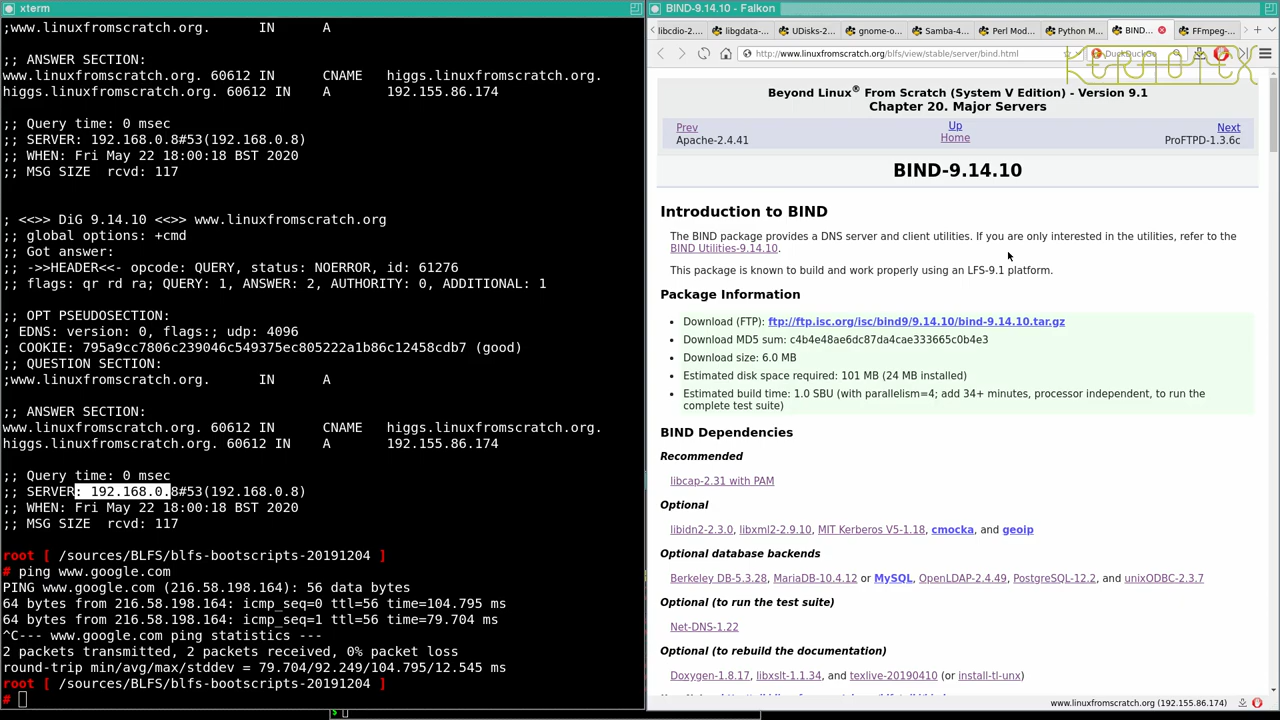 xterm
;www.linuxfromscratch.org. IN A
;; ANSWER SECTION:
www.linuxfromscratch.org. 60612 IN CNAME higgs.linuxfromscratch.org.
higgs.linuxfromscratch.org. 60612 IN A 192.155.86.174
;; Query time: 0 msec
;; SERVER: 192.168.0.8#53(192.168.0.8)
;; WHEN: Fri May 22 18:00:18 BST 2020
;; MSG SIZE rcvd: 117
; <<>> DiG 9.14.10 <<>> www.linuxfromscratch.org
;; global options: +cmd
;; Got answer:
;; ->>HEADER<<- opcode: QUERY, status: NOERROR, id: 61276
;; flags: qr rd ra; QUERY: 1, ANSWER: 2, AUTHORITY: 0, ADDITIONAL: 1
;; OPT PSEUDOSECTION:
; EDNS: version: 0, flags:; udp: 4096
; COOKIE: 795a9cc7806c239046c549375ec805222a1b86c12458cdb7 (good)
;; QUESTION SECTION:
;www.linuxfromscratch.org. IN A
;; ANSWER SECTION:
www.linuxfromscratch.org. 60612 IN CNAME higgs.linuxfromscratch.org.
higgs.linuxfromscratch.org. 60612 IN A 192.155.86.174
;; Query time: 0 msec
;; SERVER: 192.168.0.8#53(192.168.0.8)
;; WHEN: Fri May 22 18:00:18 BST 2020
;; MSG SIZE rcvd: 117
root [ /sources/BLFS/blfs-bootscripts-20191204 ]
# ping www.google.com
PING www.google.com (216.58.198.164): 56 data bytes
64 bytes from 216.58.198.164: icmp_seq=0 ttl=56 time=104.795 ms
64 bytes from 216.58.198.164: icmp_seq=1 ttl=56 time=79.704 ms
^C--- www.google.com ping statistics ---
2 packets transmitted, 2 packets received, 0% packet loss
round-trip min/avg/max/stddev = 79.704/92.249/104.795/12.545 ms
root [ /sources/BLFS/blfs-bootscripts-20191204 ]
#
BIND-9.14.10 - Falkon
libcdio-2.... libgdata-... UDisks-2.... gnome-o... Samba-4... Perl Mod... Python M... BIND... FFmpeg-...
http://www.linuxfromscratch.org/blfs/view/stable/server/bind.html DuckDuckGo
Beyond Linux® From Scratch (System V Edition) - Version 9.1
Chapter 20. Major Servers
Prev Up Next
Apache-2.4.41 Home ProFTPD-1.3.6c
BIND-9.14.10
Introduction to BIND
The BIND package provides a DNS server and client utilities. If you are only interested in the utilities, refer to the
BIND Utilities-9.14.10.
This package is known to build and work properly using an LFS-9.1 platform.
Package Information
• Download (FTP): ftp://ftp.isc.org/isc/bind9/9.14.10/bind-9.14.10.tar.gz
• Download MD5 sum: c4b4e48ae6dc87da4cae333665c0b4e3
• Download size: 6.0 MB
• Estimated disk space required: 101 MB (24 MB installed)
• Estimated build time: 1.0 SBU (with parallelism=4; add 34+ minutes, processor independent, to run the
complete test suite)
BIND Dependencies
Recommended
libcap-2.31 with PAM
Optional
libidn2-2.3.0, libxml2-2.9.10, MIT Kerberos V5-1.18, cmocka, and geoip
Optional database backends
Berkeley DB-5.3.28, MariaDB-10.4.12 or MySQL, OpenLDAP-2.4.49, PostgreSQL-12.2, and unixODBC-2.3.7
Optional (to run the test suite)
Net-DNS-1.22
Optional (to rebuild the documentation)
Doxygen-1.8.17, libxslt-1.1.34, and texlive-20190410 (or install-tl-unx)
www.linuxfromscratch.org (192.155.86.174)
$